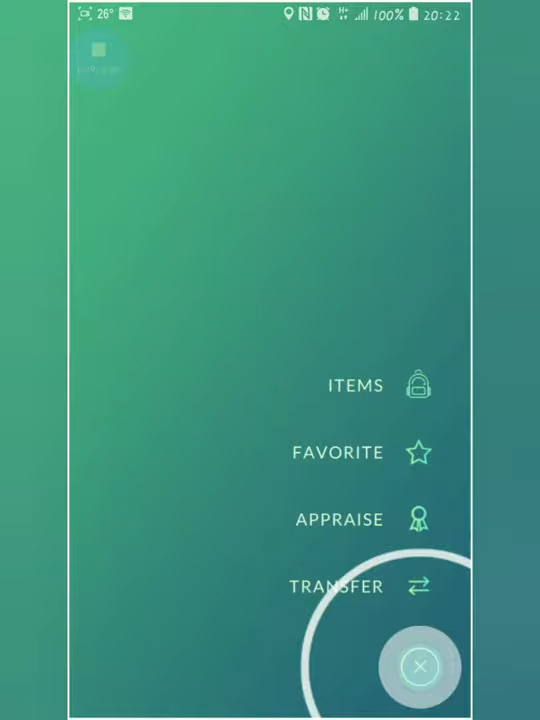 26° H+ 100% 20:22
ITEMS
FAVORITE
APPRAISE
TRANSFER